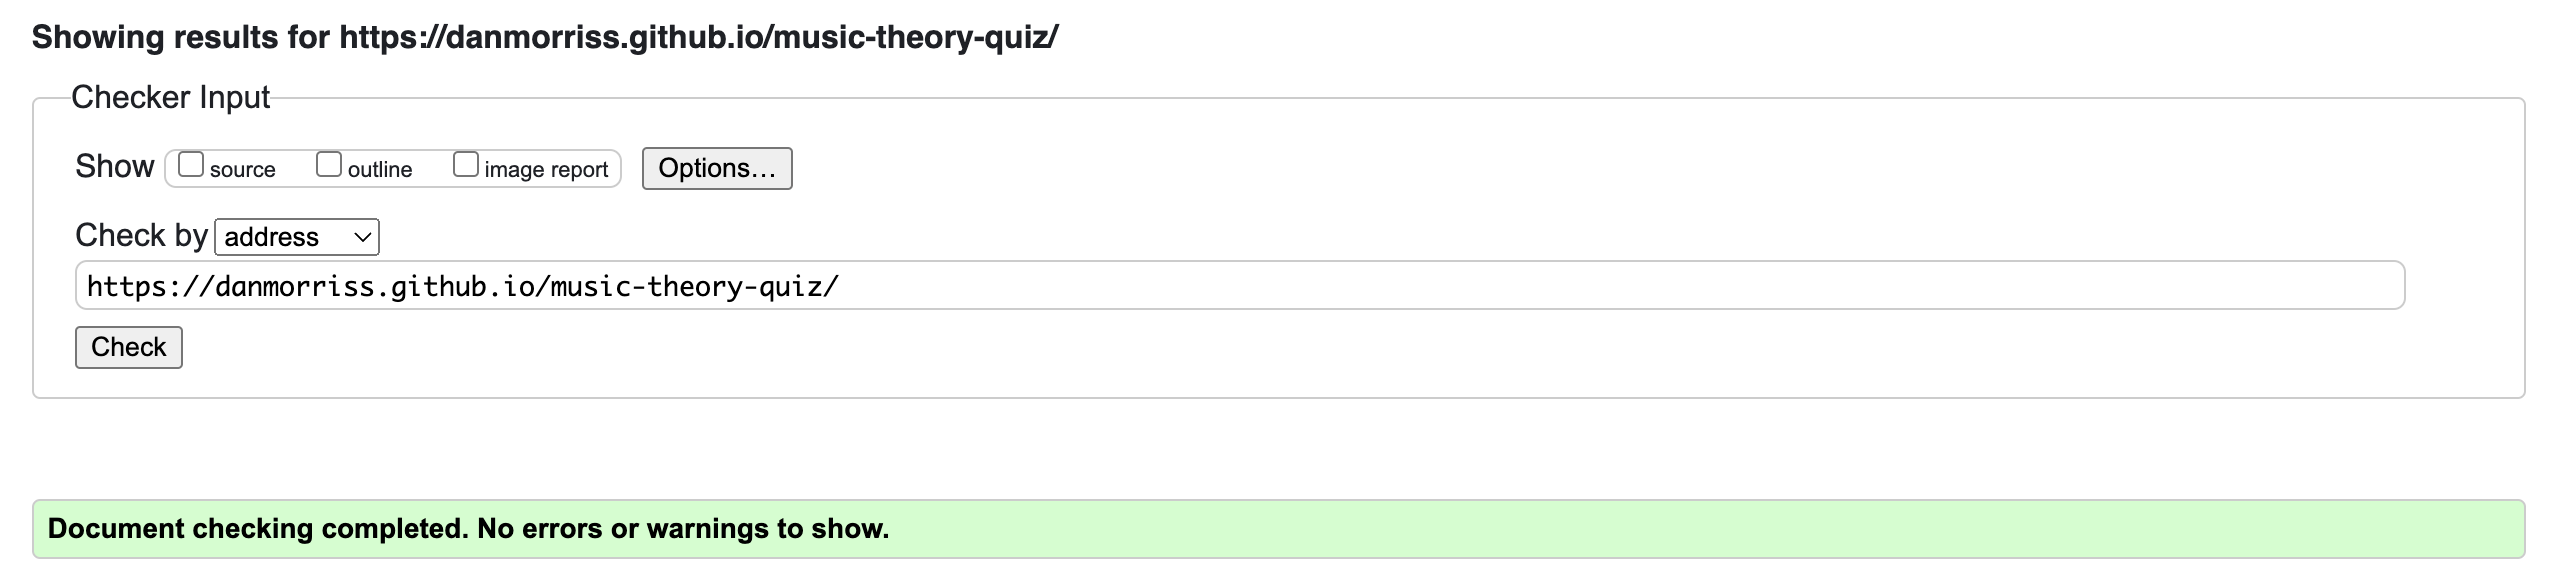 Showing results for https://danmorriss.github.io/music-theory-quiz/
Checker Input
Show source outline image report Options...
Check by address
https://danmorriss.github.io/music-theory-quiz/
Check
Document checking completed. No errors or warnings to show.